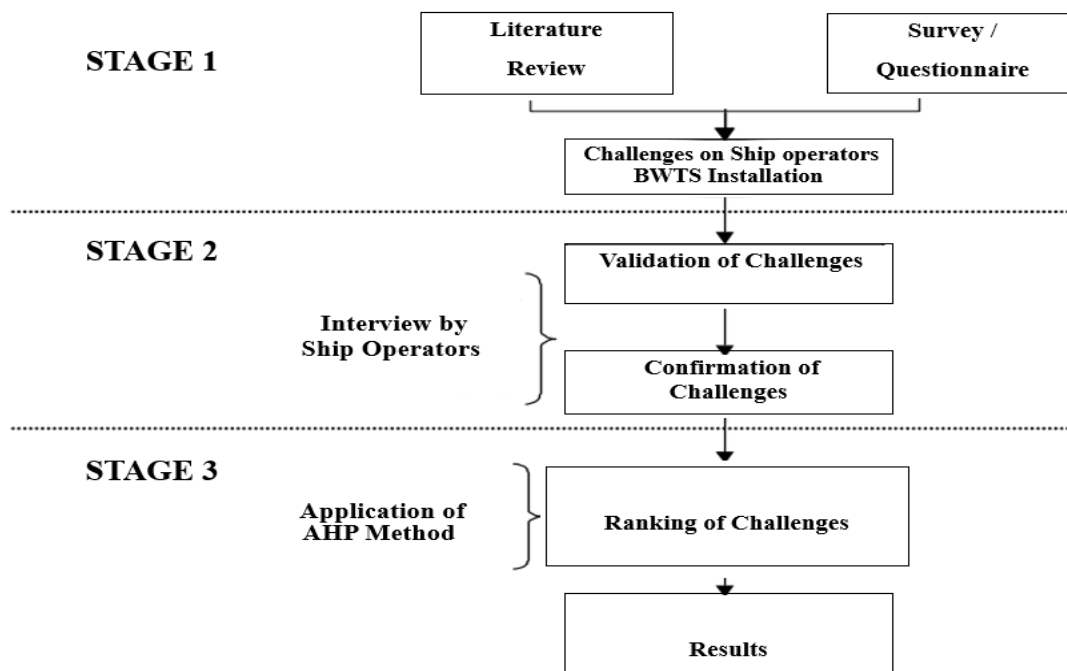 STAGE 1
Literature
Review
Survey /
Questionnaire
Challenges on Ship operators
BWTS Installation
STAGE 2
Validation of Challenges
Interview by
Ship Operators
Confirmation of
Challenges
STAGE 3
Application of
AHP Method
Ranking of Challenges
Results